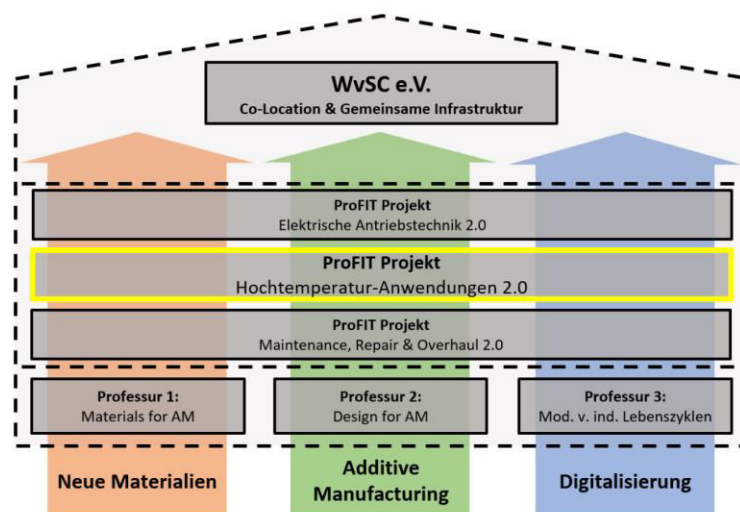 WvSC e.V.
Co-Location & Gemeinsame Infrastruktur
ProFIT Projekt
Elektrische Antriebstechnik 2.0
ProFIT Projekt
Hochtemperatur-Anwendungen 2.0
ProFIT Projekt
Maintenance, Repair & Overhaul 2.0
Professur 1:
Materials for AM
Professur 2:
Design for AM
Professur 3:
Mod. v. ind. Lebenszyklen
Neue Materialien
Additive
Manufacturing
Digitalisierung